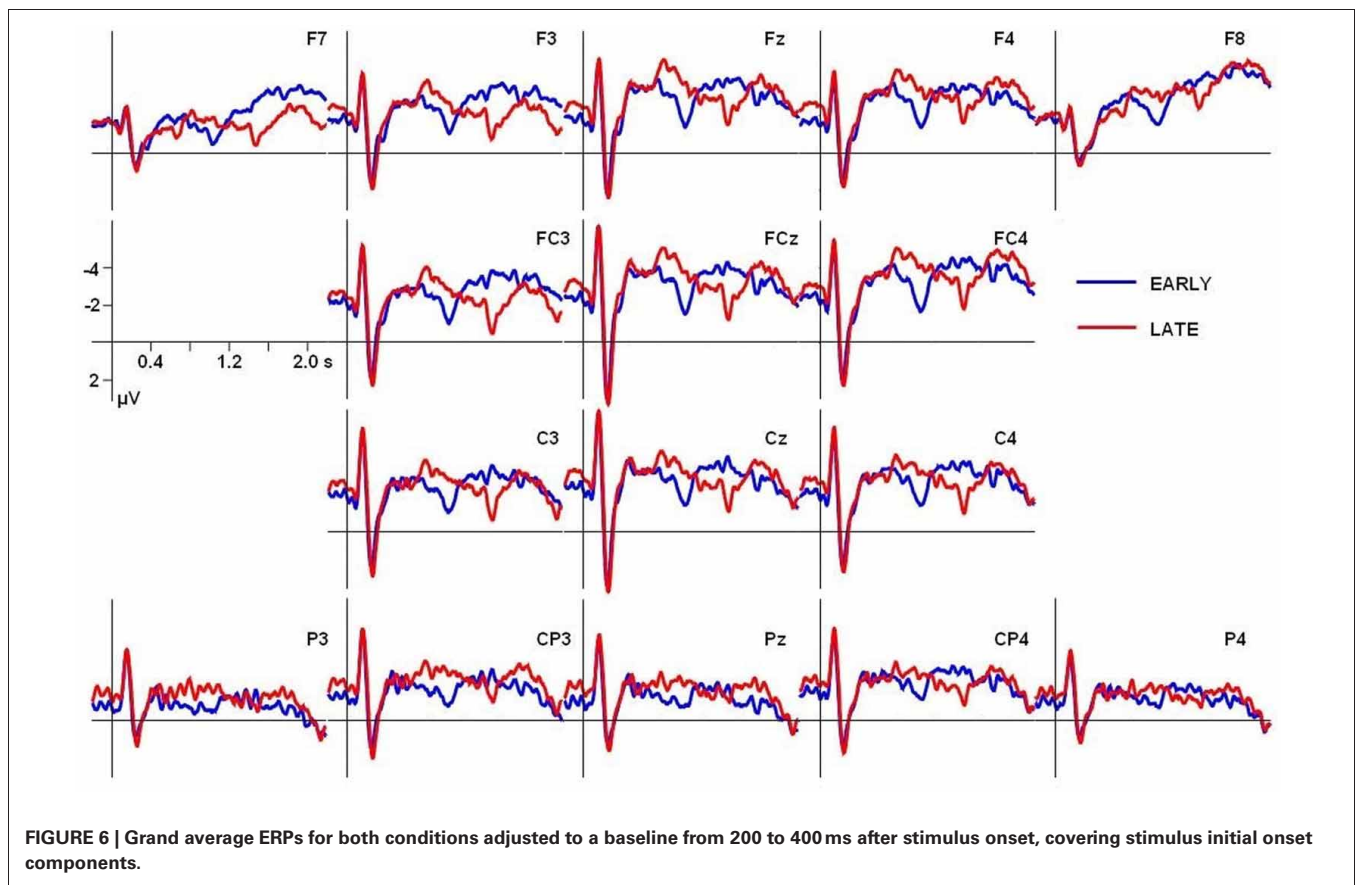 F7 F3 Fz F4 F8
FC3 FCz FC4
-4
-2
EARLY
LATE
0.4 1.2 2.0 s
2
µV
C3 Cz C4
P3 CP3 Pz CP4 P4
FIGURE 6 | Grand average ERPs for both conditions adjusted to a baseline from 200 to 400 ms after stimulus onset, covering stimulus initial onset
components.